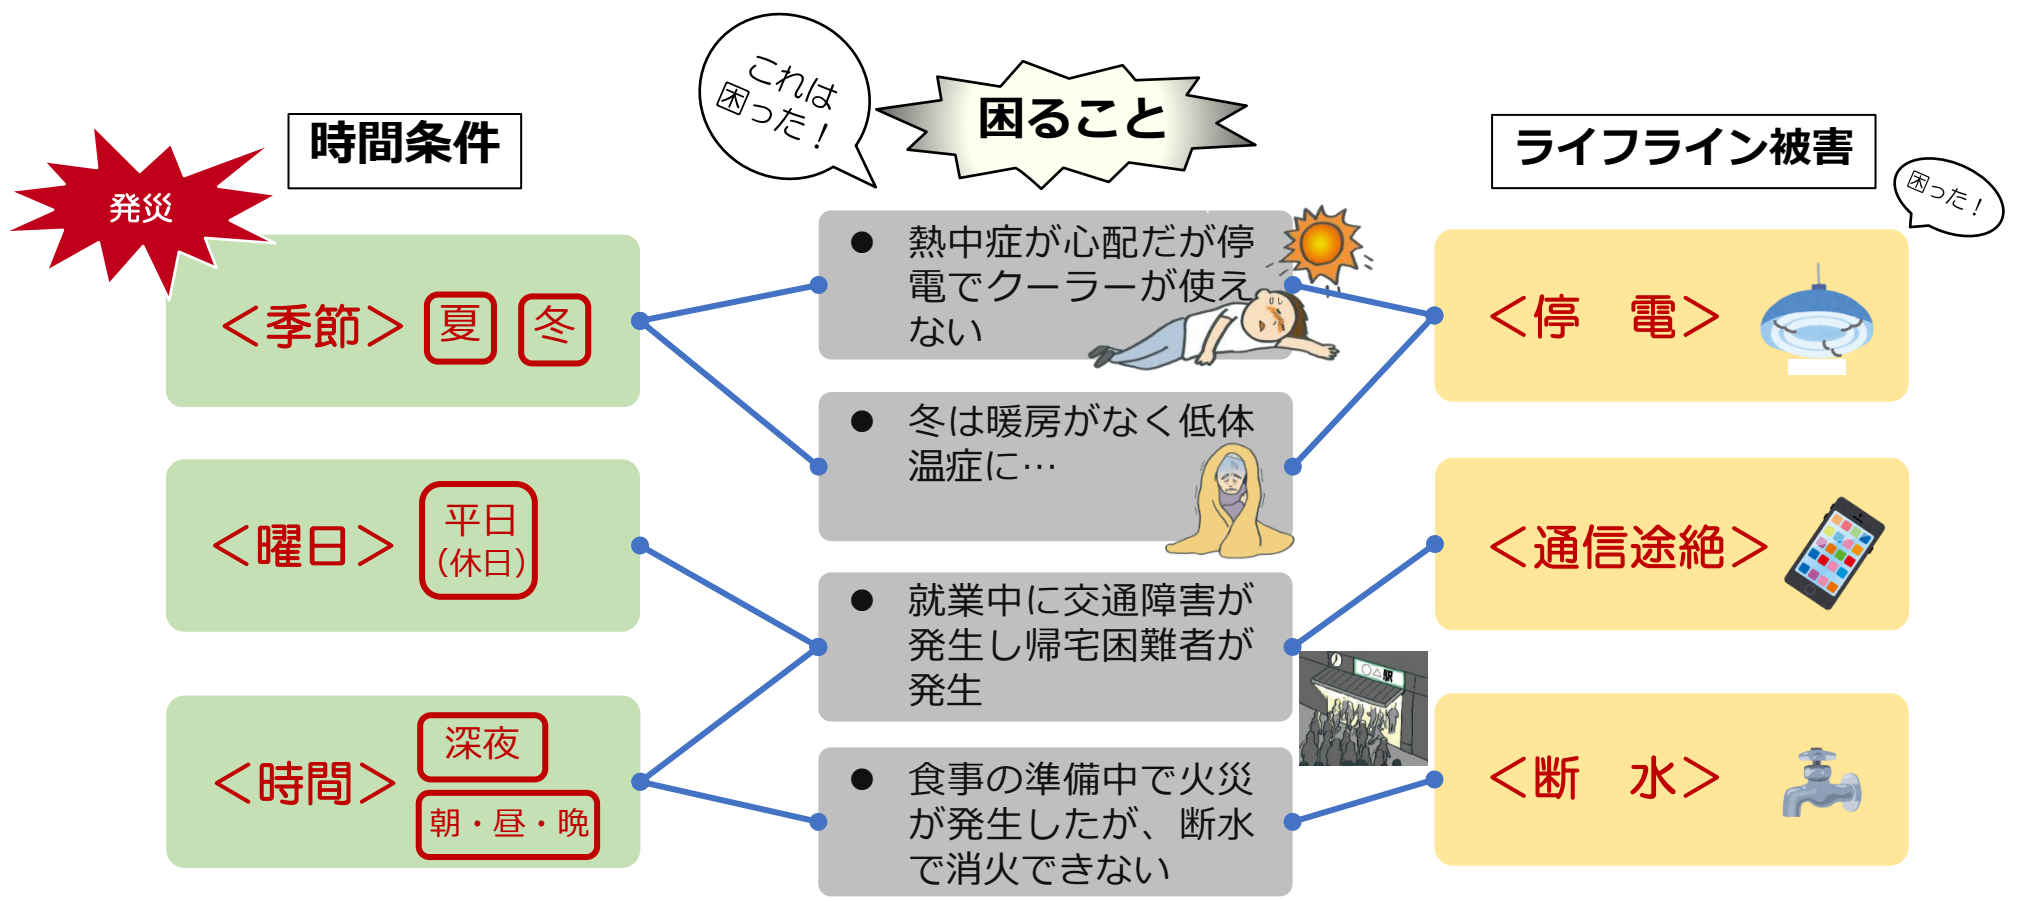 これは
困った！
困ること
時間条件
ライフライン被害
困った！
発災
＜季節＞ 夏 冬
● 熱中症が心配だが停
電でクーラーが使え
ない
＜停　電＞
● 冬は暖房がなく低体
温症に…
＜曜日＞ 平日
（休日）
＜通信途絶＞
● 就業中に交通障害が
発生し帰宅困難者が
発生
○△駅
＜時間＞ 深夜
朝・昼・晩
● 食事の準備中で火災
が発生したが、断水
で消火できない
＜断　水＞